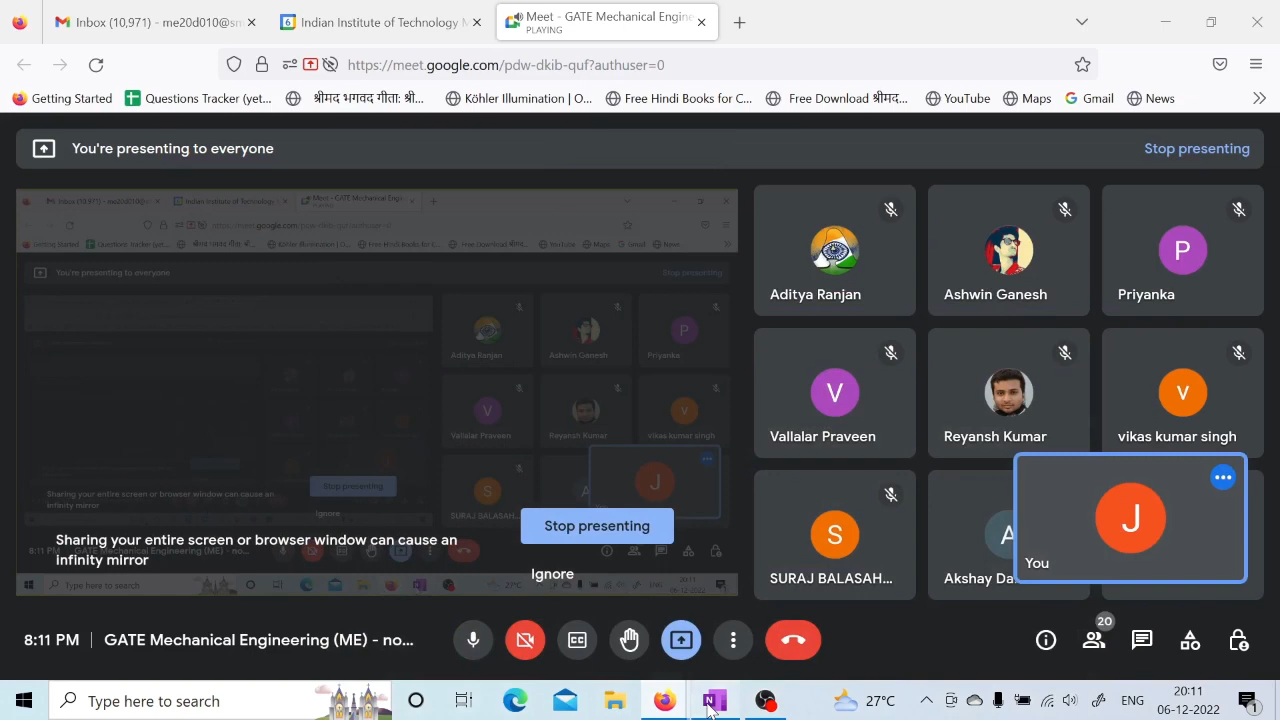 Inbox (10,971) - me20d010@sm
Indian Institute of Technology M
Meet - GATE Mechanical Engine
PLAYING
https://meet.google.com/pdw-dkib-quf?authuser=0
Getting Started
Questions Tracker (yet...
श्रीमद भगवद गीता: श्री...
Köhler Illumination | O...
Free Hindi Books for C...
Free Download श्रीमद...
YouTube
Maps
Gmail
News
You're presenting to everyone
Stop presenting
Aditya Ranjan
Ashwin Ganesh
P
Priyanka
V
Vallalar Praveen
Reyansh Kumar
v
vikas kumar singh
S
SURAJ BALASAH...
A
Akshay Da
J
You
Stop presenting
Sharing your entire screen or browser window can cause an
infinity mirror
Ignore
8:11 PM
GATE Mechanical Engineering (ME) - no...
20
Type here to search
27°C
ENG
20:11
06-12-2022
1